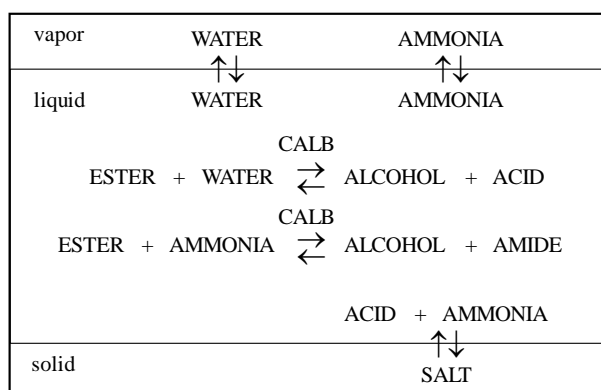 vapor WATER AMMONIA
liquid WATER AMMONIA
CALB
ESTER + WATER ⇄ ALCOHOL + ACID
CALB
ESTER + AMMONIA ⇄ ALCOHOL + AMIDE
ACID + AMMONIA
solid SALT